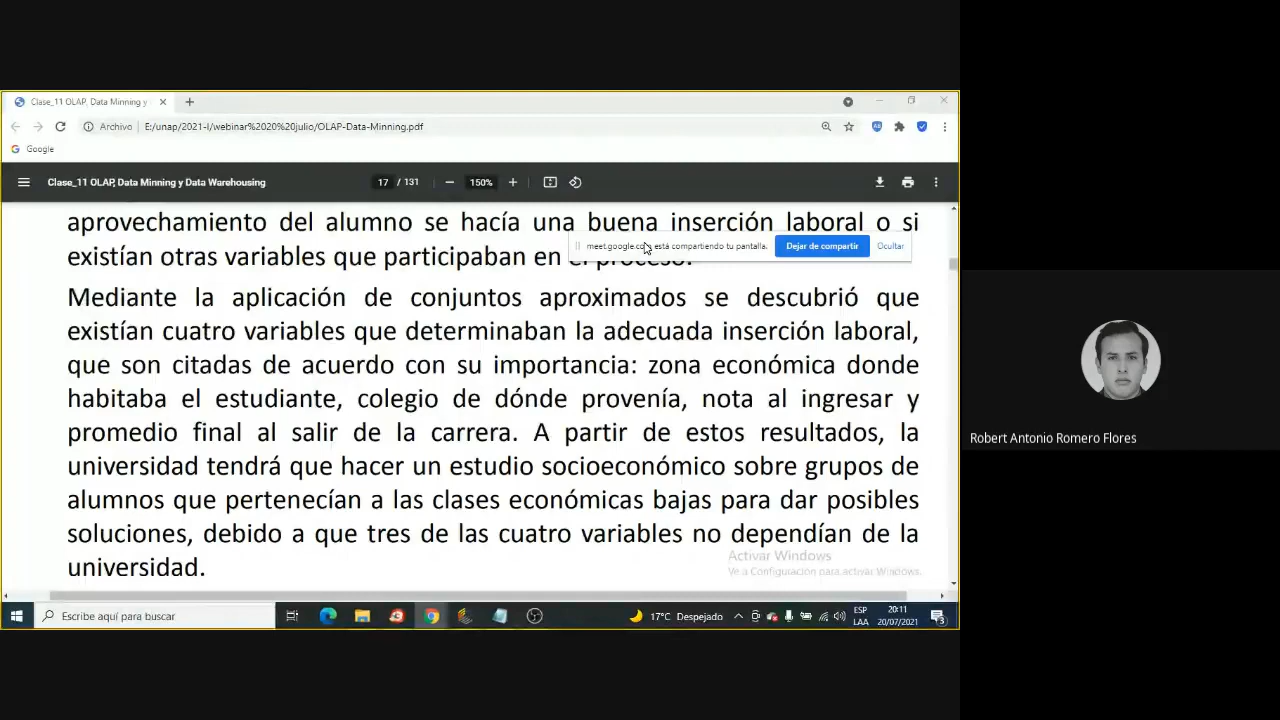 Clase_11 OLAP, Data Minning y
Archivo E:/unap/2021-I/webinar%2020%20julio/OLAP-Data-Minning.pdf
Google
Clase_11 OLAP, Data Minning y Data Warehousing 17 / 131 150%
aprovechamiento del alumno se hacía una buena inserción laboral o si
meet.google.com está compartiendo tu pantalla. Dejar de compartir Ocultar
existían otras variables que participaban en el proceso.
Mediante la aplicación de conjuntos aproximados se descubrió que
existían cuatro variables que determinaban la adecuada inserción laboral,
que son citadas de acuerdo con su importancia: zona económica donde
habitaba el estudiante, colegio de dónde provenía, nota al ingresar y
promedio final al salir de la carrera. A partir de estos resultados, la
universidad tendrá que hacer un estudio socioeconómico sobre grupos de
alumnos que pertenecían a las clases económicas bajas para dar posibles
soluciones, debido a que tres de las cuatro variables no dependían de la
universidad.
Activar Windows
Ve a Configuración para activar Windows.
Escribe aquí para buscar
17°C Despejado
ESP
LAA
20:11
20/07/2021
3
Robert Antonio Romero Flores